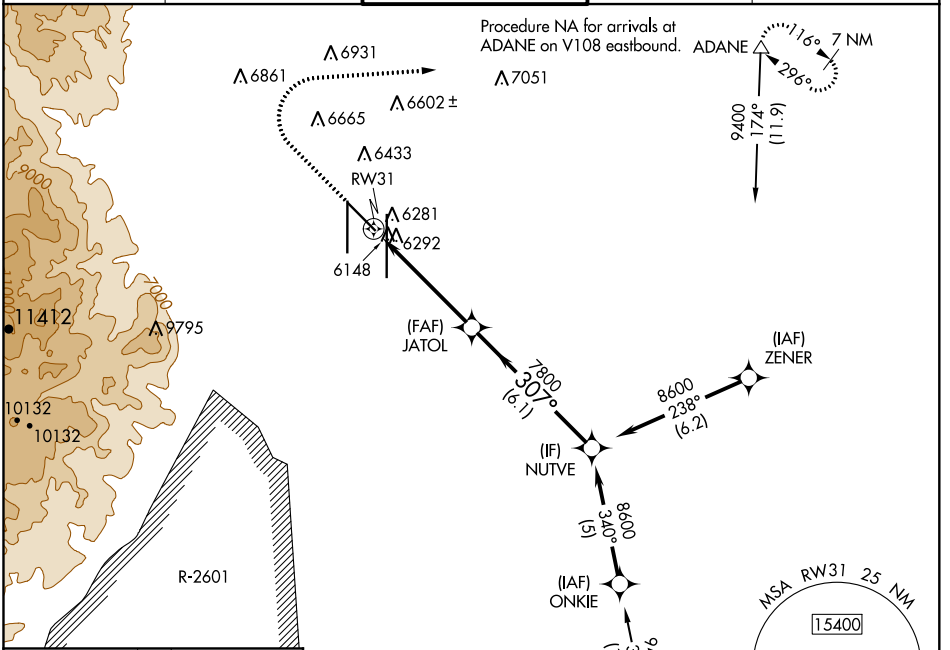 Procedure NA for arrivals at
ADANE on V108 eastbound.
ADANE
116°
7 NM
296°
9400
174°
(11.9)
6931
6861
7051
6602 ±
6665
6433
RW31
6281
6292
6148
9000
7000
11412
9795
10132
10132
(FAF)
JATOL
7800
307°
(6.1)
(IAF)
ZENER
8600
238°
(6.2)
(IF)
NUTVE
8600
340°
(5)
(IAF)
ONKIE
R-2601
MSA RW31 25 NM
15400